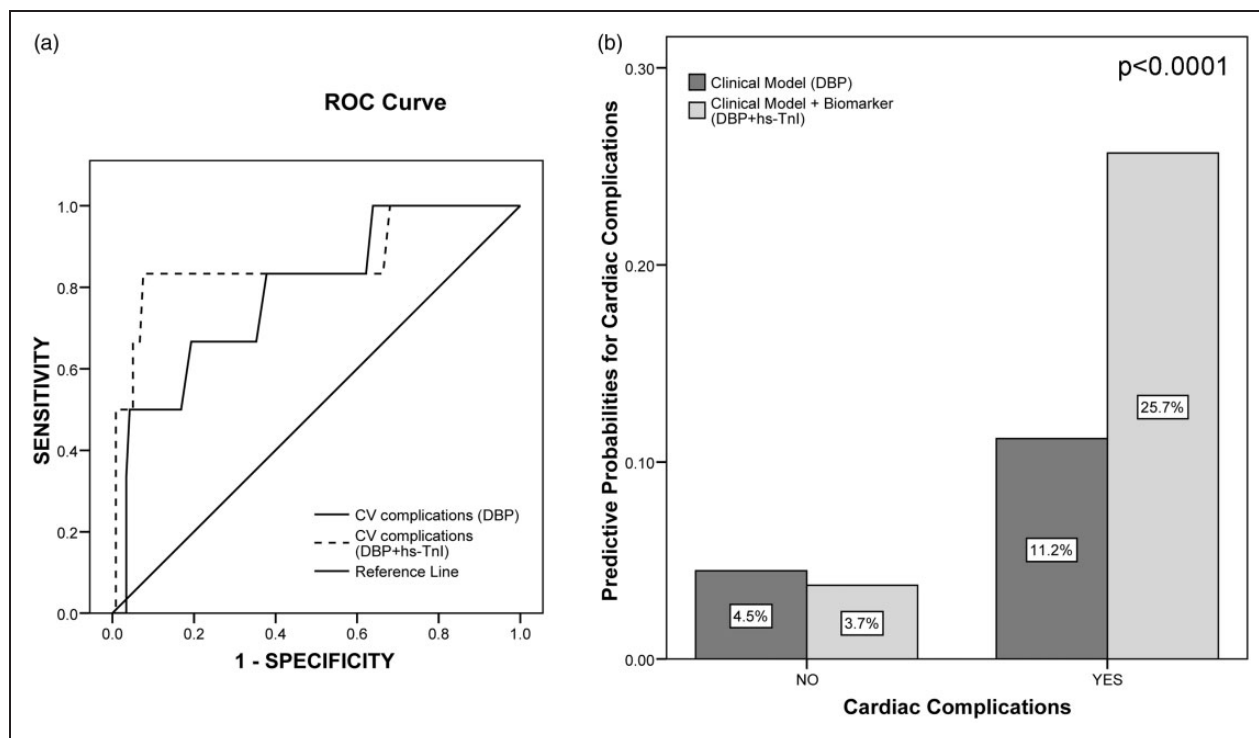 (a)
ROC Curve
SENSITIVITY
1.0
0.8
0.6
0.4
0.2
0.0
CV complications (DBP)
CV complications
(DBP+hs-TnI)
Reference Line
0.0 0.2 0.4 0.6 0.8 1.0
1 - SPECIFICITY
(b)
p<0.0001
Clinical Model (DBP)
Clinical Model + Biomarker
(DBP+hs-TnI)
Predictive Probabilities for Cardiac Complications
0.30
0.20
0.10
0.00
4.5%
3.7%
11.2%
25.7%
NO YES
Cardiac Complications